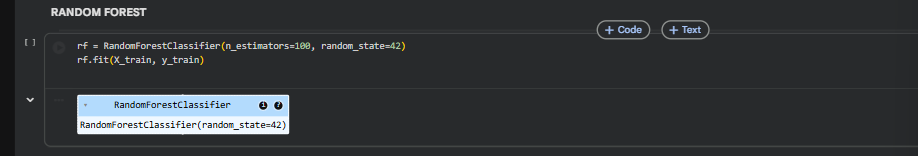 RANDOM FOREST
+ Code + Text
[ ] rf = RandomForestClassifier(n_estimators=100, random_state=42)
rf.fit(X_train, y_train)
RandomForestClassifier i ?
RandomForestClassifier(random_state=42)